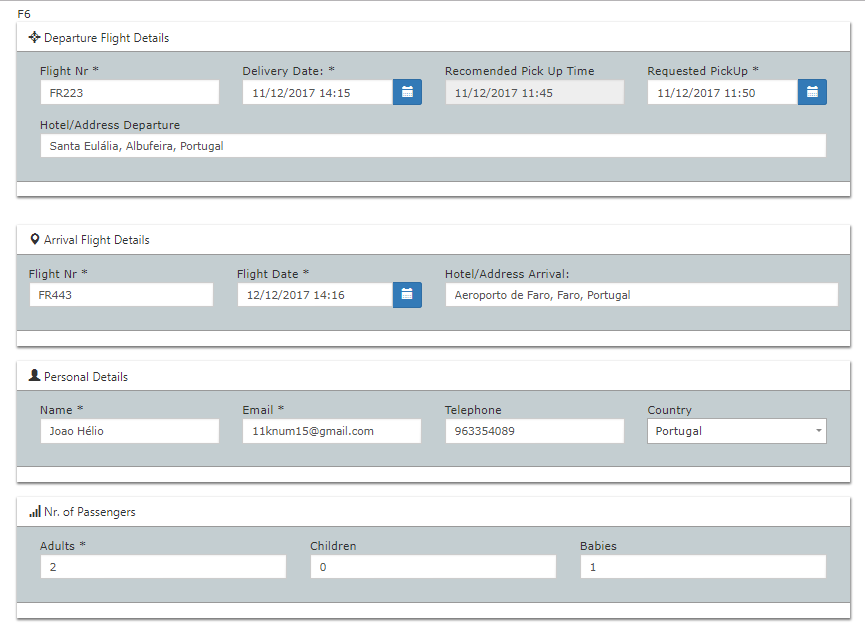 F6
Departure Flight Details
Flight Nr * Delivery Date: * Recomended Pick Up Time Requested PickUp *
FR223 11/12/2017 14:15 11/12/2017 11:45 11/12/2017 11:50
Hotel/Address Departure
Santa Eulália, Albufeira, Portugal
Arrival Flight Details
Flight Nr * Flight Date * Hotel/Address Arrival:
FR443 12/12/2017 14:16 Aeroporto de Faro, Faro, Portugal
Personal Details
Name * Email * Telephone Country
Joao Hélio 11knum15@gmail.com 963354089 Portugal
Nr. of Passengers
Adults * Children Babies
2 0 1